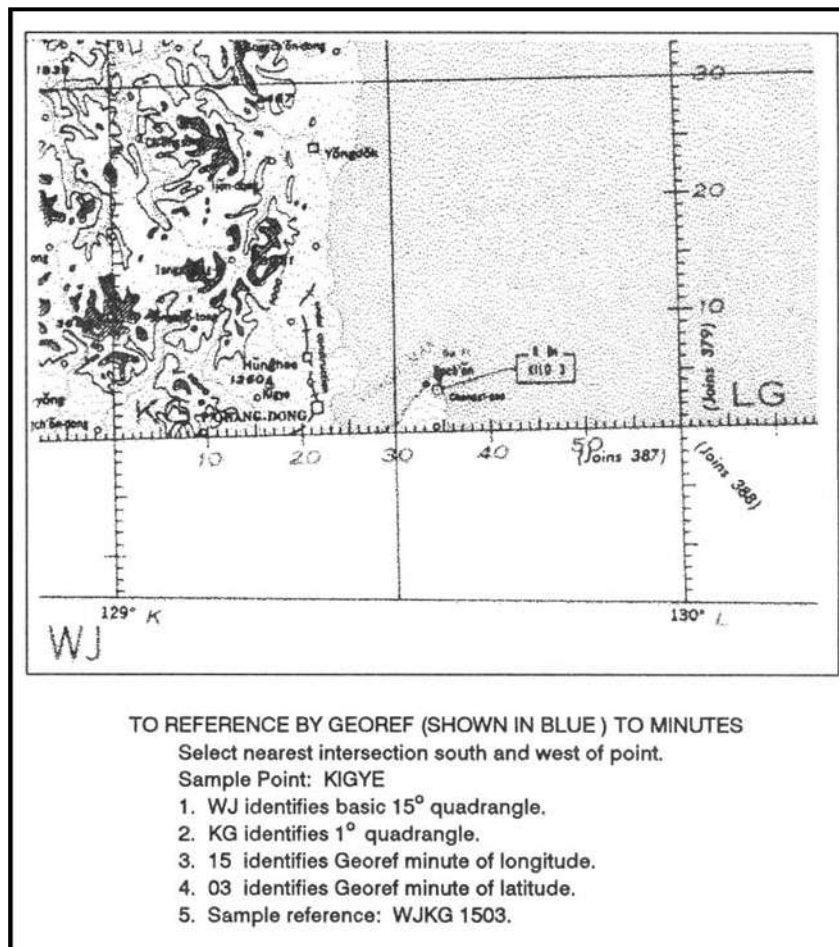 30
Yŏngdŏk
20
10
(Joins 379)
LG
KILO 3
Kigye
10
20
30
40
50
(Joins 387)
(Joins 388)
129° K
130° L
WJ
TO REFERENCE BY GEOREF (SHOWN IN BLUE ) TO MINUTES
Select nearest intersection south and west of point.
Sample Point: KIGYE
1. WJ identifies basic 15° quadrangle.
2. KG identifies 1° quadrangle.
3. 15 identifies Georef minute of longitude.
4. 03 identifies Georef minute of latitude.
5. Sample reference: WJKG 1503.